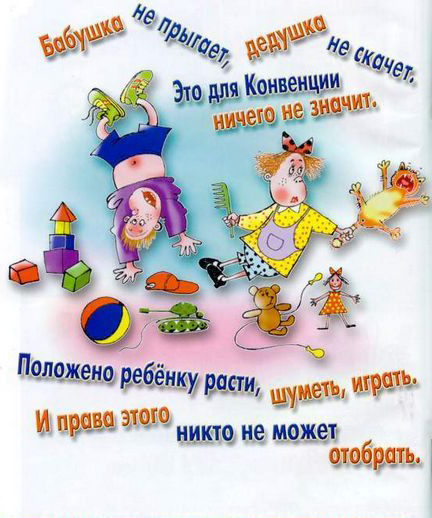 Бабушка не прыгает, дедушка не скачет.
Это для Конвенции
ничего не значит.
Положено ребёнку расти, шуметь, играть.
И права этого никто не может
отобрать.